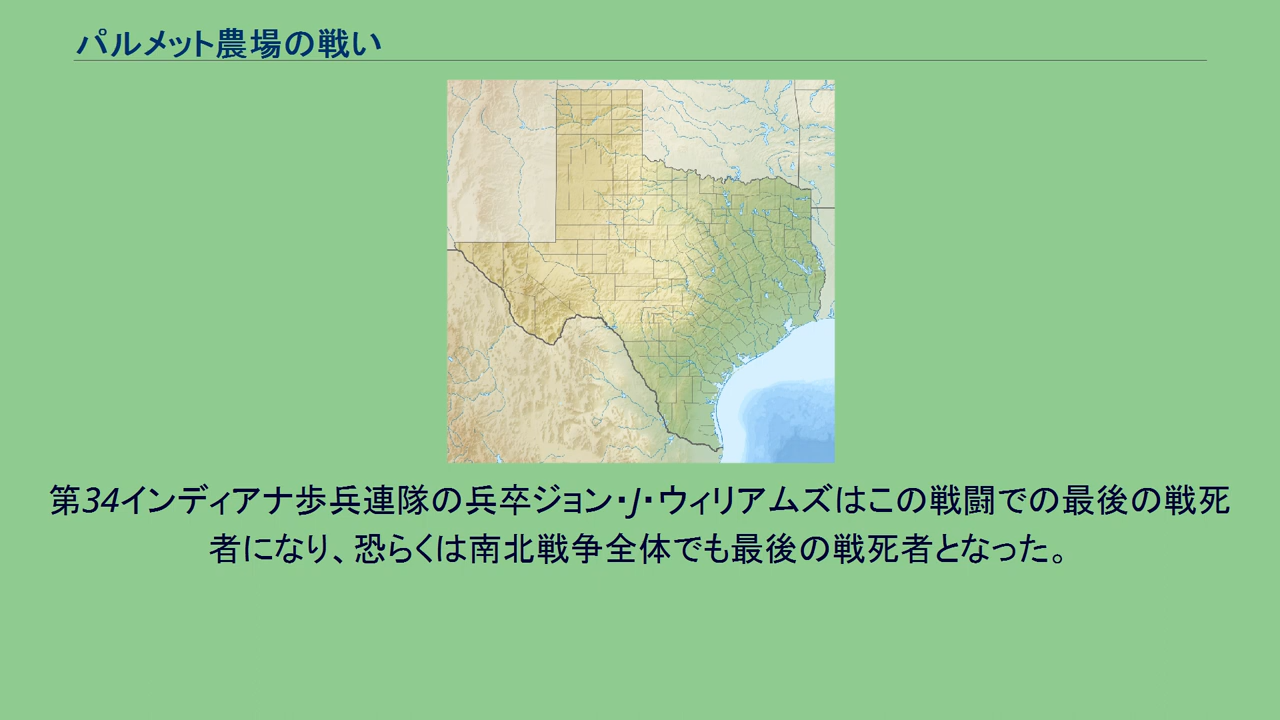 パルメット農場の戦い
第34インディアナ歩兵連隊の兵卒ジョン・J・ウィリアムズはこの戦闘での最後の戦死
者になり、恐らくは南北戦争全体でも最後の戦死者となった。